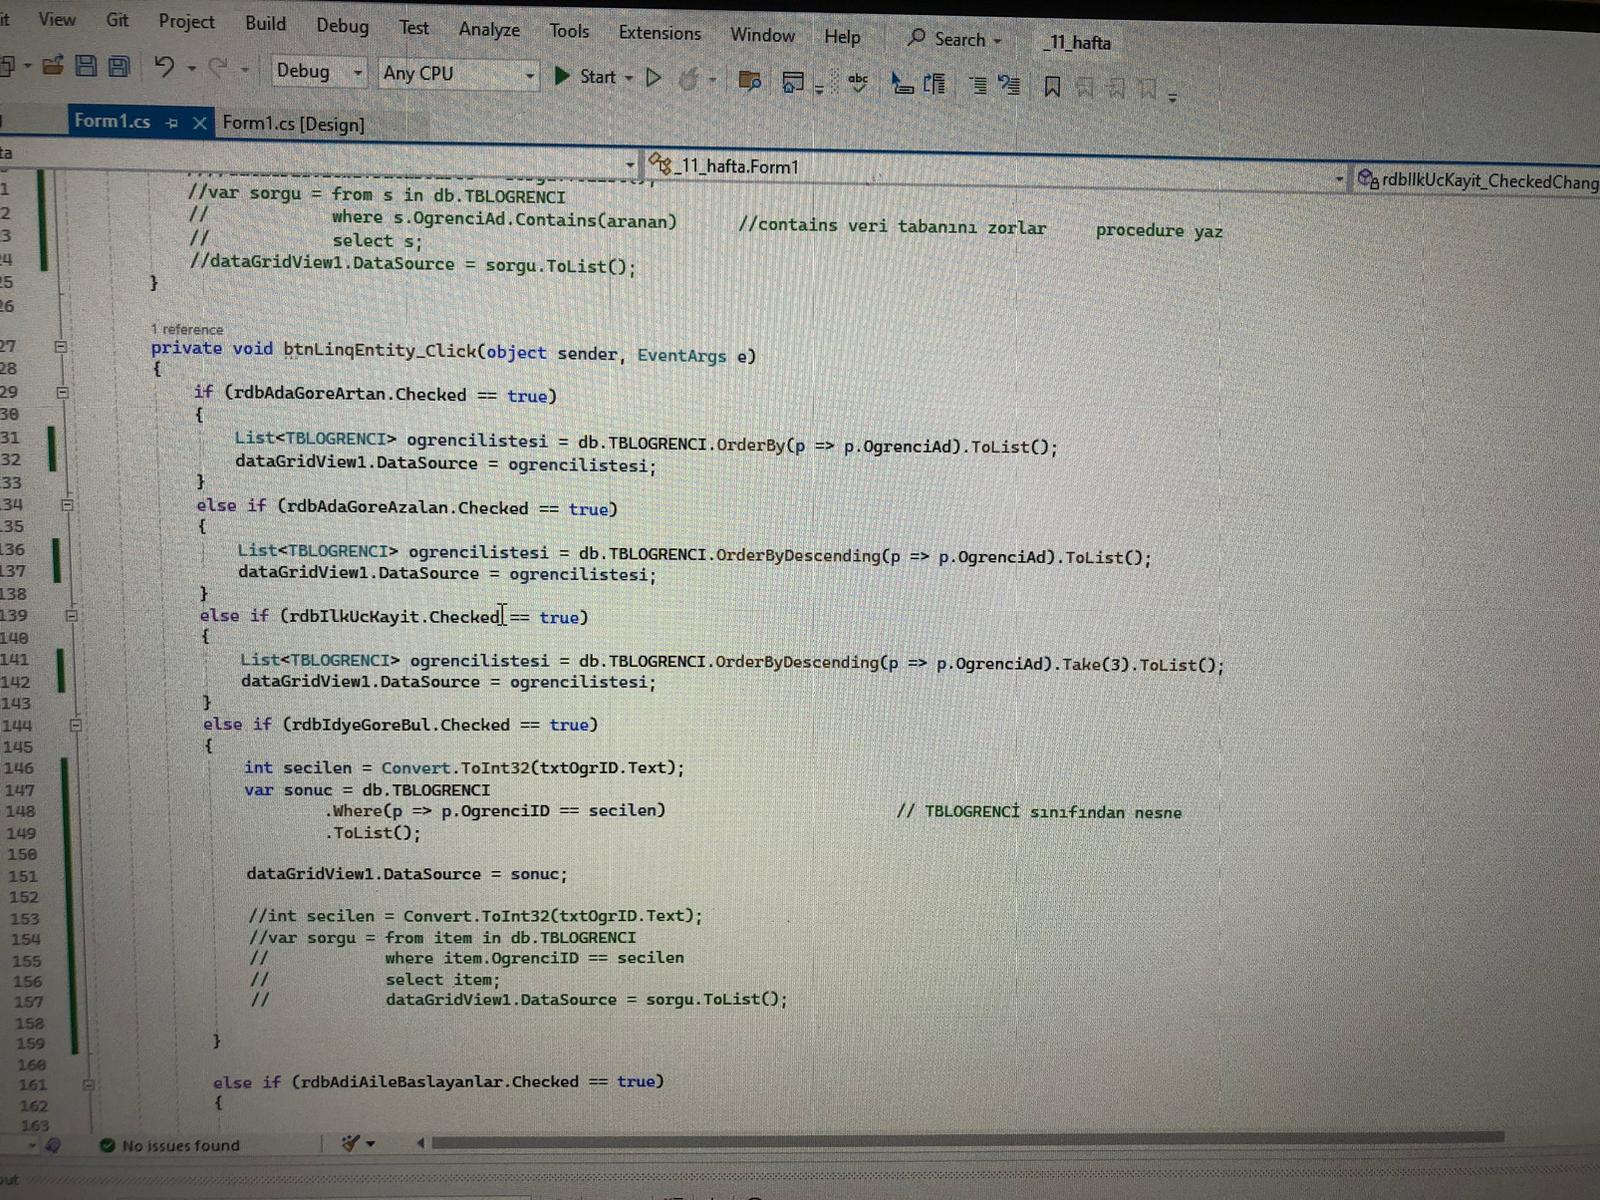 it View Git Project Build Debug Test Analyze Tools Extensions Window Help Search _11_hafta
Debug Any CPU Start
Form1.cs Form1.cs [Design]
ta _11_hafta.Form1 rdbIlkUcKayit_CheckedChang
1 //var sorgu = from s in db.TBLOGRENCI
2 // where s.OgrenciAd.Contains(aranan) //contains veri tabanını zorlar procedure yaz
3 // select s;
24 //dataGridView1.DataSource = sorgu.ToList();
25 }
26
1 reference
27 private void btnLinqEntity_Click(object sender, EventArgs e)
28 {
29 if (rdbAdaGoreArtan.Checked == true)
30 {
31 List<TBLOGRENCI> ogrencilistesi = db.TBLOGRENCI.OrderBy(p => p.OgrenciAd).ToList();
32 dataGridView1.DataSource = ogrencilistesi;
33 }
34 else if (rdbAdaGoreAzalan.Checked == true)
135 {
136 List<TBLOGRENCI> ogrencilistesi = db.TBLOGRENCI.OrderByDescending(p => p.OgrenciAd).ToList();
137 dataGridView1.DataSource = ogrencilistesi;
138 }
139 else if (rdbIlkUcKayit.Checked == true)
140 {
141 List<TBLOGRENCI> ogrencilistesi = db.TBLOGRENCI.OrderByDescending(p => p.OgrenciAd).Take(3).ToList();
142 dataGridView1.DataSource = ogrencilistesi;
143 }
144 else if (rdbIdyeGoreBul.Checked == true)
145 {
146 int secilen = Convert.ToInt32(txtOgrID.Text);
147 var sonuc = db.TBLOGRENCI
148 .Where(p => p.OgrenciID == secilen) // TBLOGRENCİ sınıfından nesne
149 .ToList();
150
151 dataGridView1.DataSource = sonuc;
152
153 //int secilen = Convert.ToInt32(txtOgrID.Text);
154 //var sorgu = from item in db.TBLOGRENCI
155 // where item.OgrenciID == secilen
156 // select item;
157 // dataGridView1.DataSource = sorgu.ToList();
158
159 }
160
161 else if (rdbAdiAileBaslayanlar.Checked == true)
162 {
163
No issues found